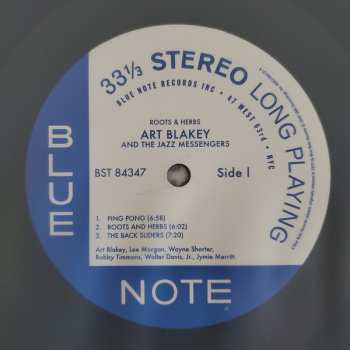 33⅓ STEREO LONG PLAYING
BLUE NOTE RECORDS INC • 47 WEST 63rd • NYC
ROOTS & HERBS
ART BLAKEY
AND THE JAZZ MESSENGERS
BST 84347
Side 1
1. PING PONG (6:58)
2. ROOTS AND HERBS (6:02)
3. THE BACK SLIDERS (7:20)
Art Blakey, Lee Morgan, Wayne Shorter,
Bobby Timmons, Walter Davis, Jr., Jymie Merritt
BLUE
NOTE